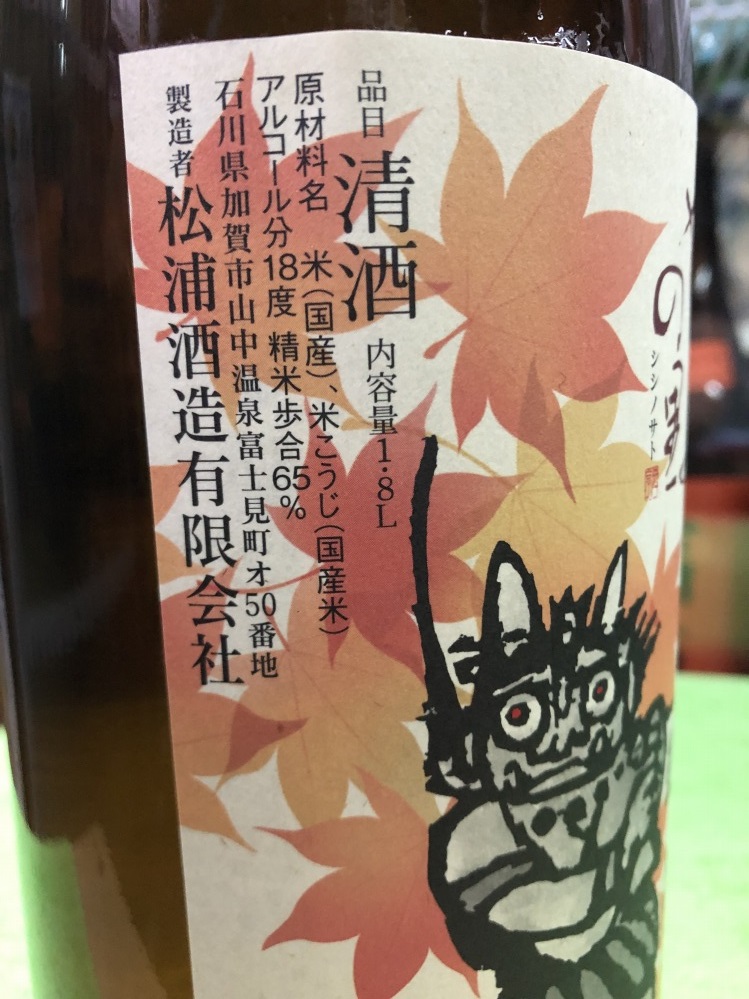 の風
シシノサト
品目 清酒 内容量1・8L
原材料名 米(国産)、米こうじ(国産米)
アルコール分18度 精米歩合65%
石川県加賀市山中温泉富士見町オ50番地
製造者 松浦酒造有限会社